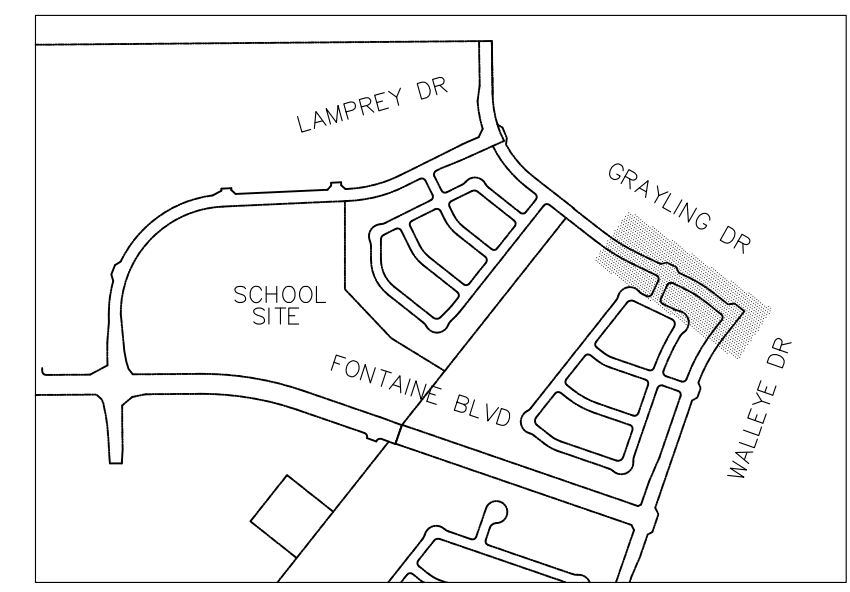 LAMPREY DR
GRAYLING DR
SCHOOL
SITE
FONTAINE BLVD
WALLEYE DR